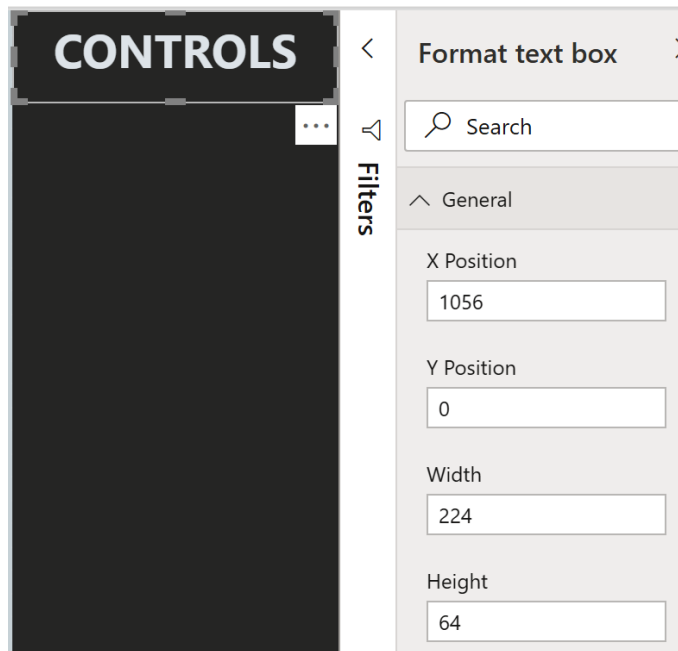 CONTROLS
Filters
Format text box
Search
General
X Position
1056
Y Position
0
Width
224
Height
64